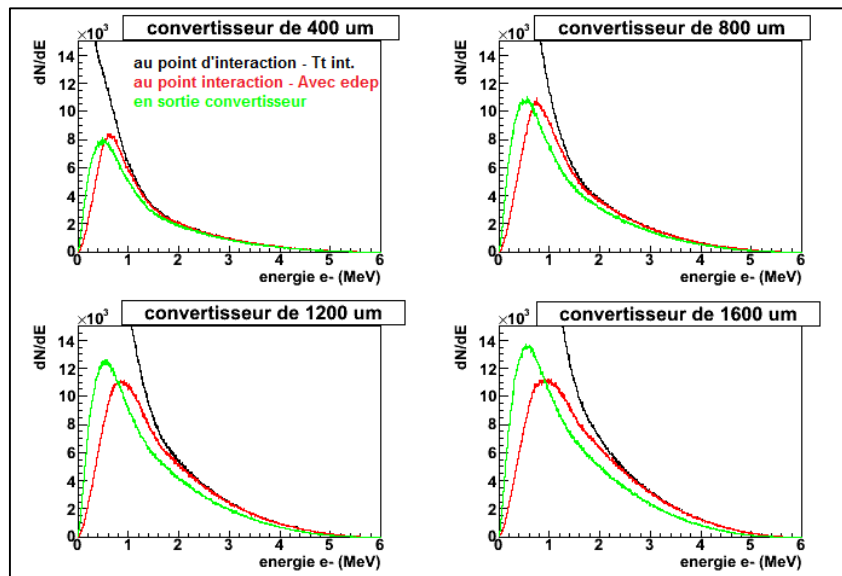 convertisseur de 400 um
×10³
dN/dE
14
12
10
8
6
4
2
0
au point d'interaction - Tt int.
au point interaction - Avec edep
en sortie convertisseur
0 1 2 3 4 5 6
energie e- (MeV)
convertisseur de 800 um
×10³
dN/dE
14
12
10
8
6
4
2
0
0 1 2 3 4 5 6
energie e- (MeV)
convertisseur de 1200 um
×10³
dN/dE
14
12
10
8
6
4
2
0
0 1 2 3 4 5 6
energie e- (MeV)
convertisseur de 1600 um
×10³
dN/dE
14
12
10
8
6
4
2
0
0 1 2 3 4 5 6
energie e- (MeV)